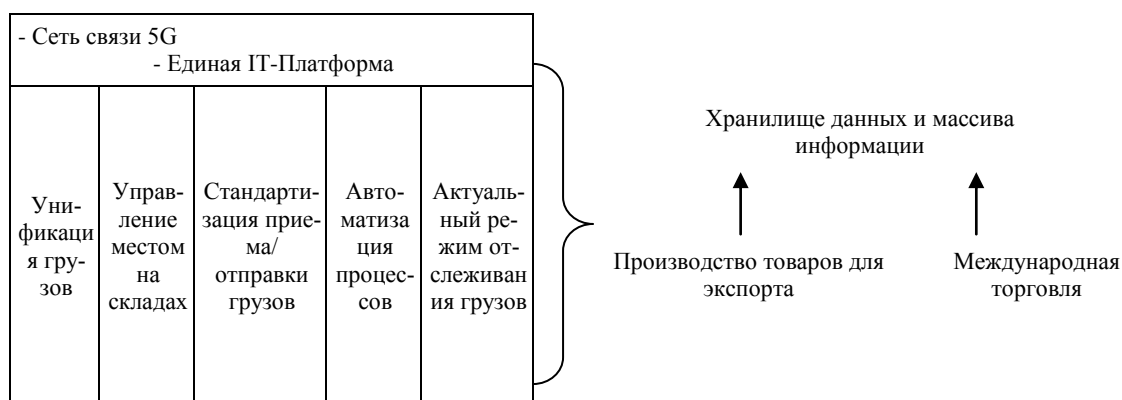 - Сеть связи 5G
- Единая IT-Платформа
Уни-
фикаци
я гру-
зов
Управ-
ление
местом
на
складах
Стандарти-
зация прие-
ма/
отправки
грузов
Авто-
матиза
ция
процес-
сов
Актуаль-
ный ре-
жим от-
слеживан
ия грузов
Хранилище данных и массива
информации
Производство товаров для
экспорта
Международная
торговля